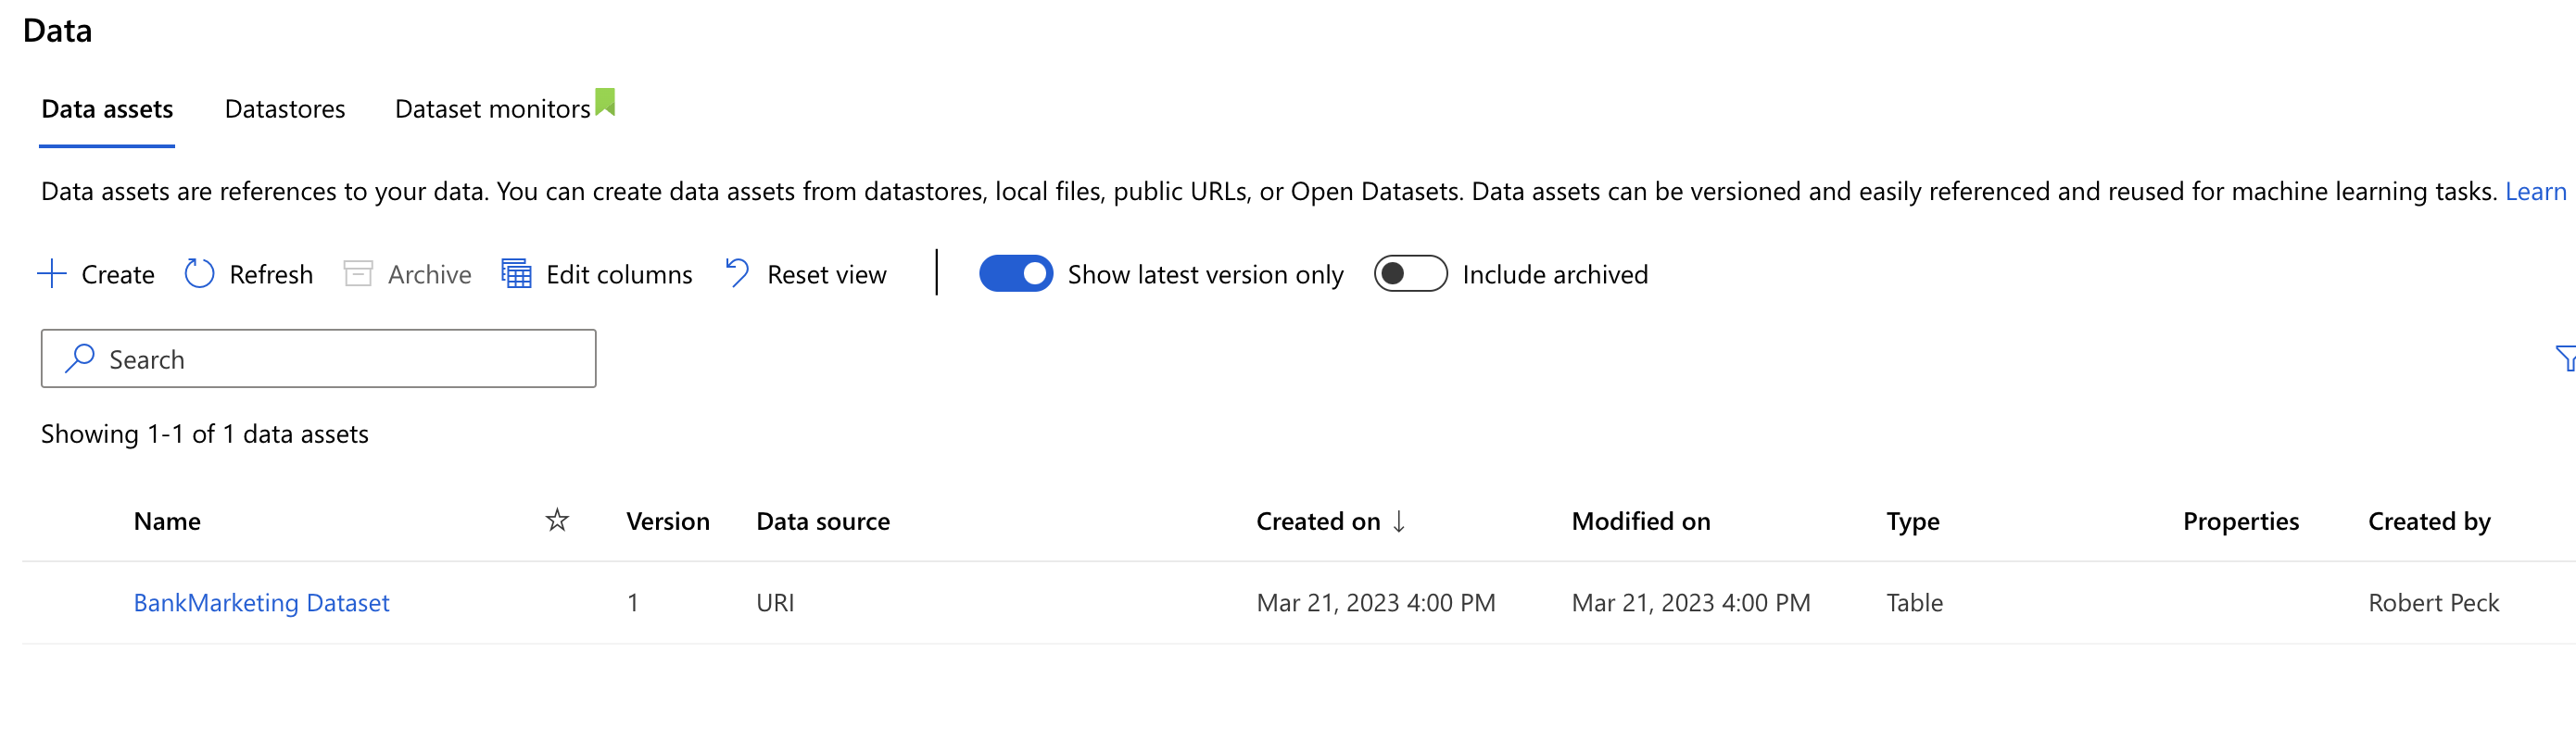 Data
Data assets Datastores Dataset monitors
Data assets are references to your data. You can create data assets from datastores, local files, public URLs, or Open Datasets. Data assets can be versioned and easily referenced and reused for machine learning tasks. Learn
Create Refresh Archive Edit columns Reset view Show latest version only Include archived
Search
Showing 1-1 of 1 data assets
Name Version Data source Created on Modified on Type Properties Created by
BankMarketing Dataset 1 URI Mar 21, 2023 4:00 PM Mar 21, 2023 4:00 PM Table Robert Peck